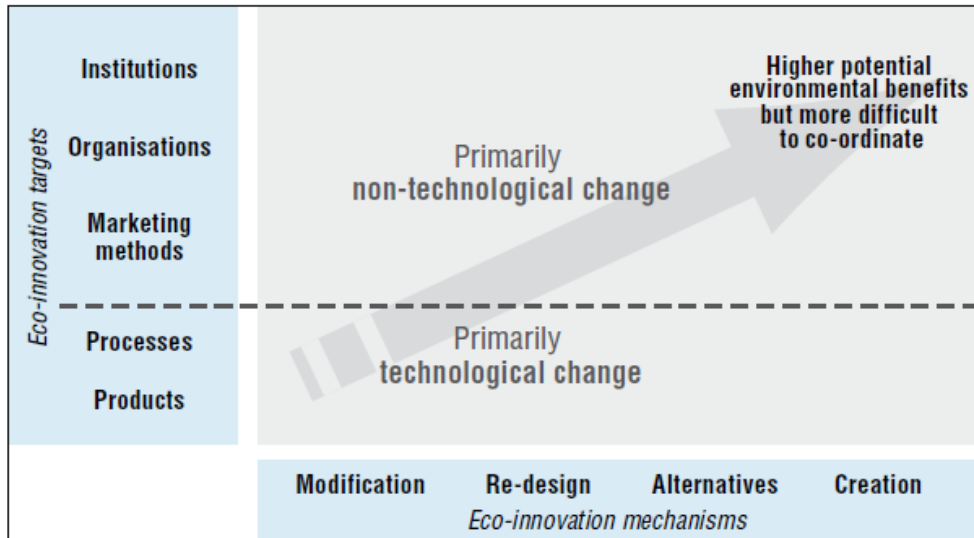 Eco-innovation targets
Institutions
Organisations
Marketing
methods
Processes
Products
Higher potential
environmental benefits
but more difficult
to co-ordinate
Primarily
non-technological change
Primarily
technological change
Modification
Re-design
Alternatives
Creation
Eco-innovation mechanisms